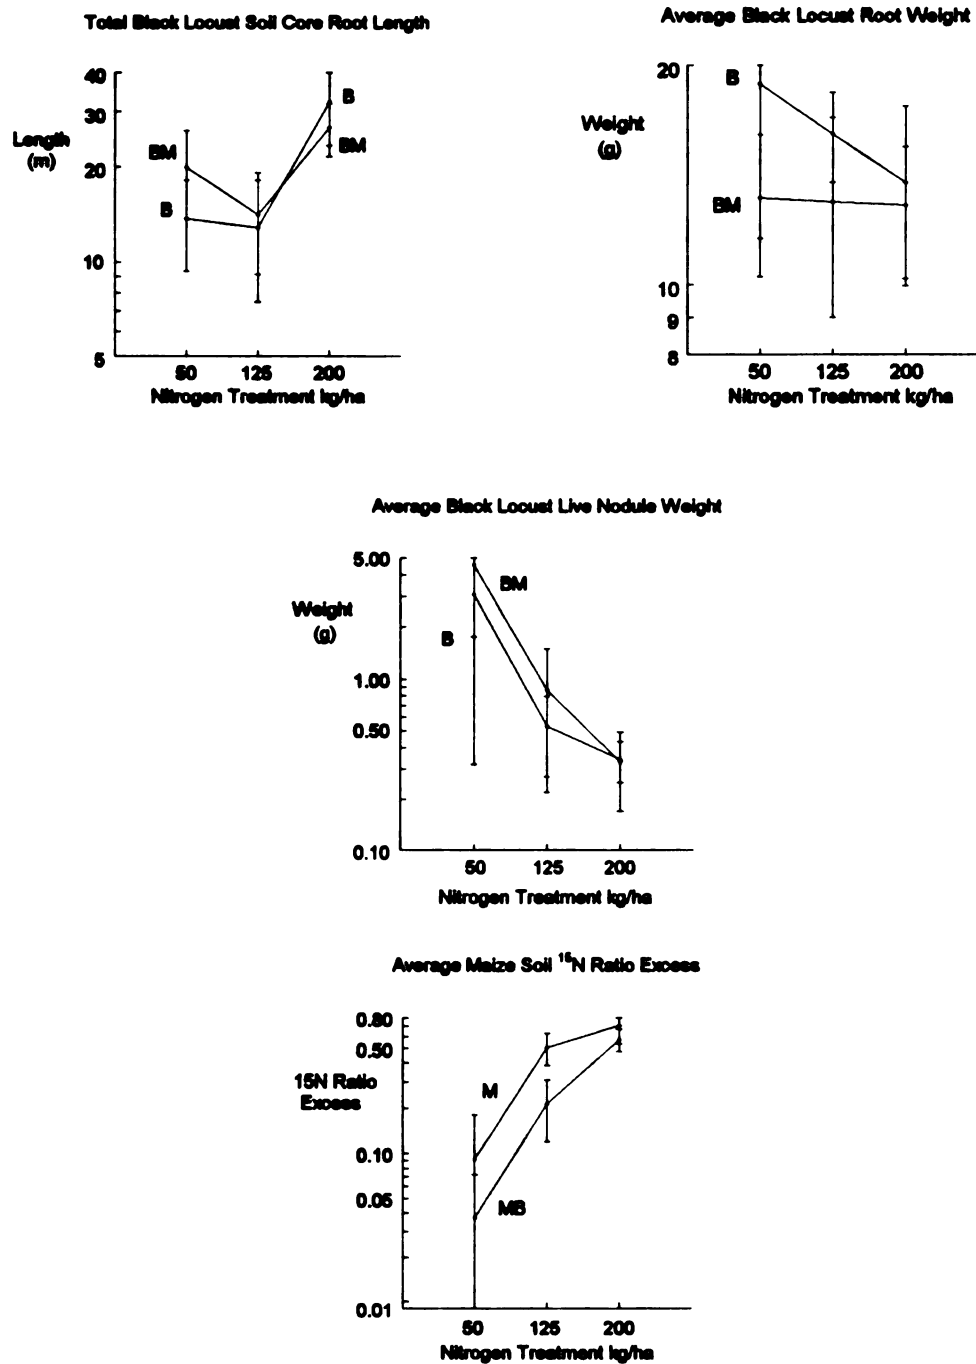 Total Black Locust Soil Core Root Length
40
30
Length
(m)
20
10
5
BM
B
B
BM
50 125 200
Nitrogen Treatment kg/ha
Average Black Locust Root Weight
20
Weight
(g)
10
9
8
B
BM
50 125 200
Nitrogen Treatment kg/ha
Average Black Locust Live Nodule Weight
5.00
Weight
(g)
1.00
0.50
0.10
BM
B
50 125 200
Nitrogen Treatment kg/ha
Average Maize Soil ¹⁵N Ratio Excess
0.80
0.50
15N Ratio
Excess
0.10
0.05
0.01
M
MB
50 125 200
Nitrogen Treatment kg/ha